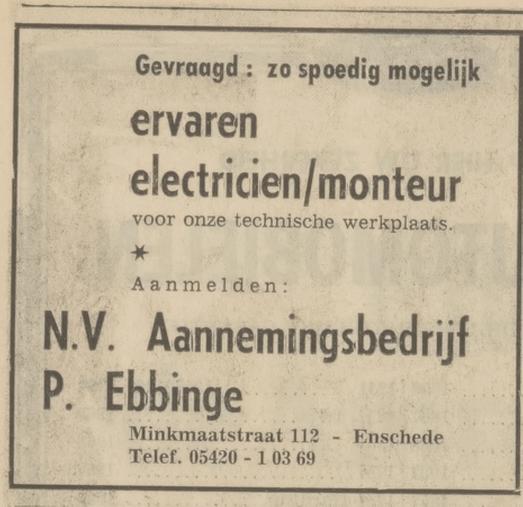 Gevraagd : zo spoedig mogelijk
ervaren
electricien/monteur
voor onze technische werkplaats.
*
Aanmelden:
N.V. Aannemingsbedrijf
P. Ebbinge
Minkmaatstraat 112 - Enschede
Telef. 05420 - 1 03 69